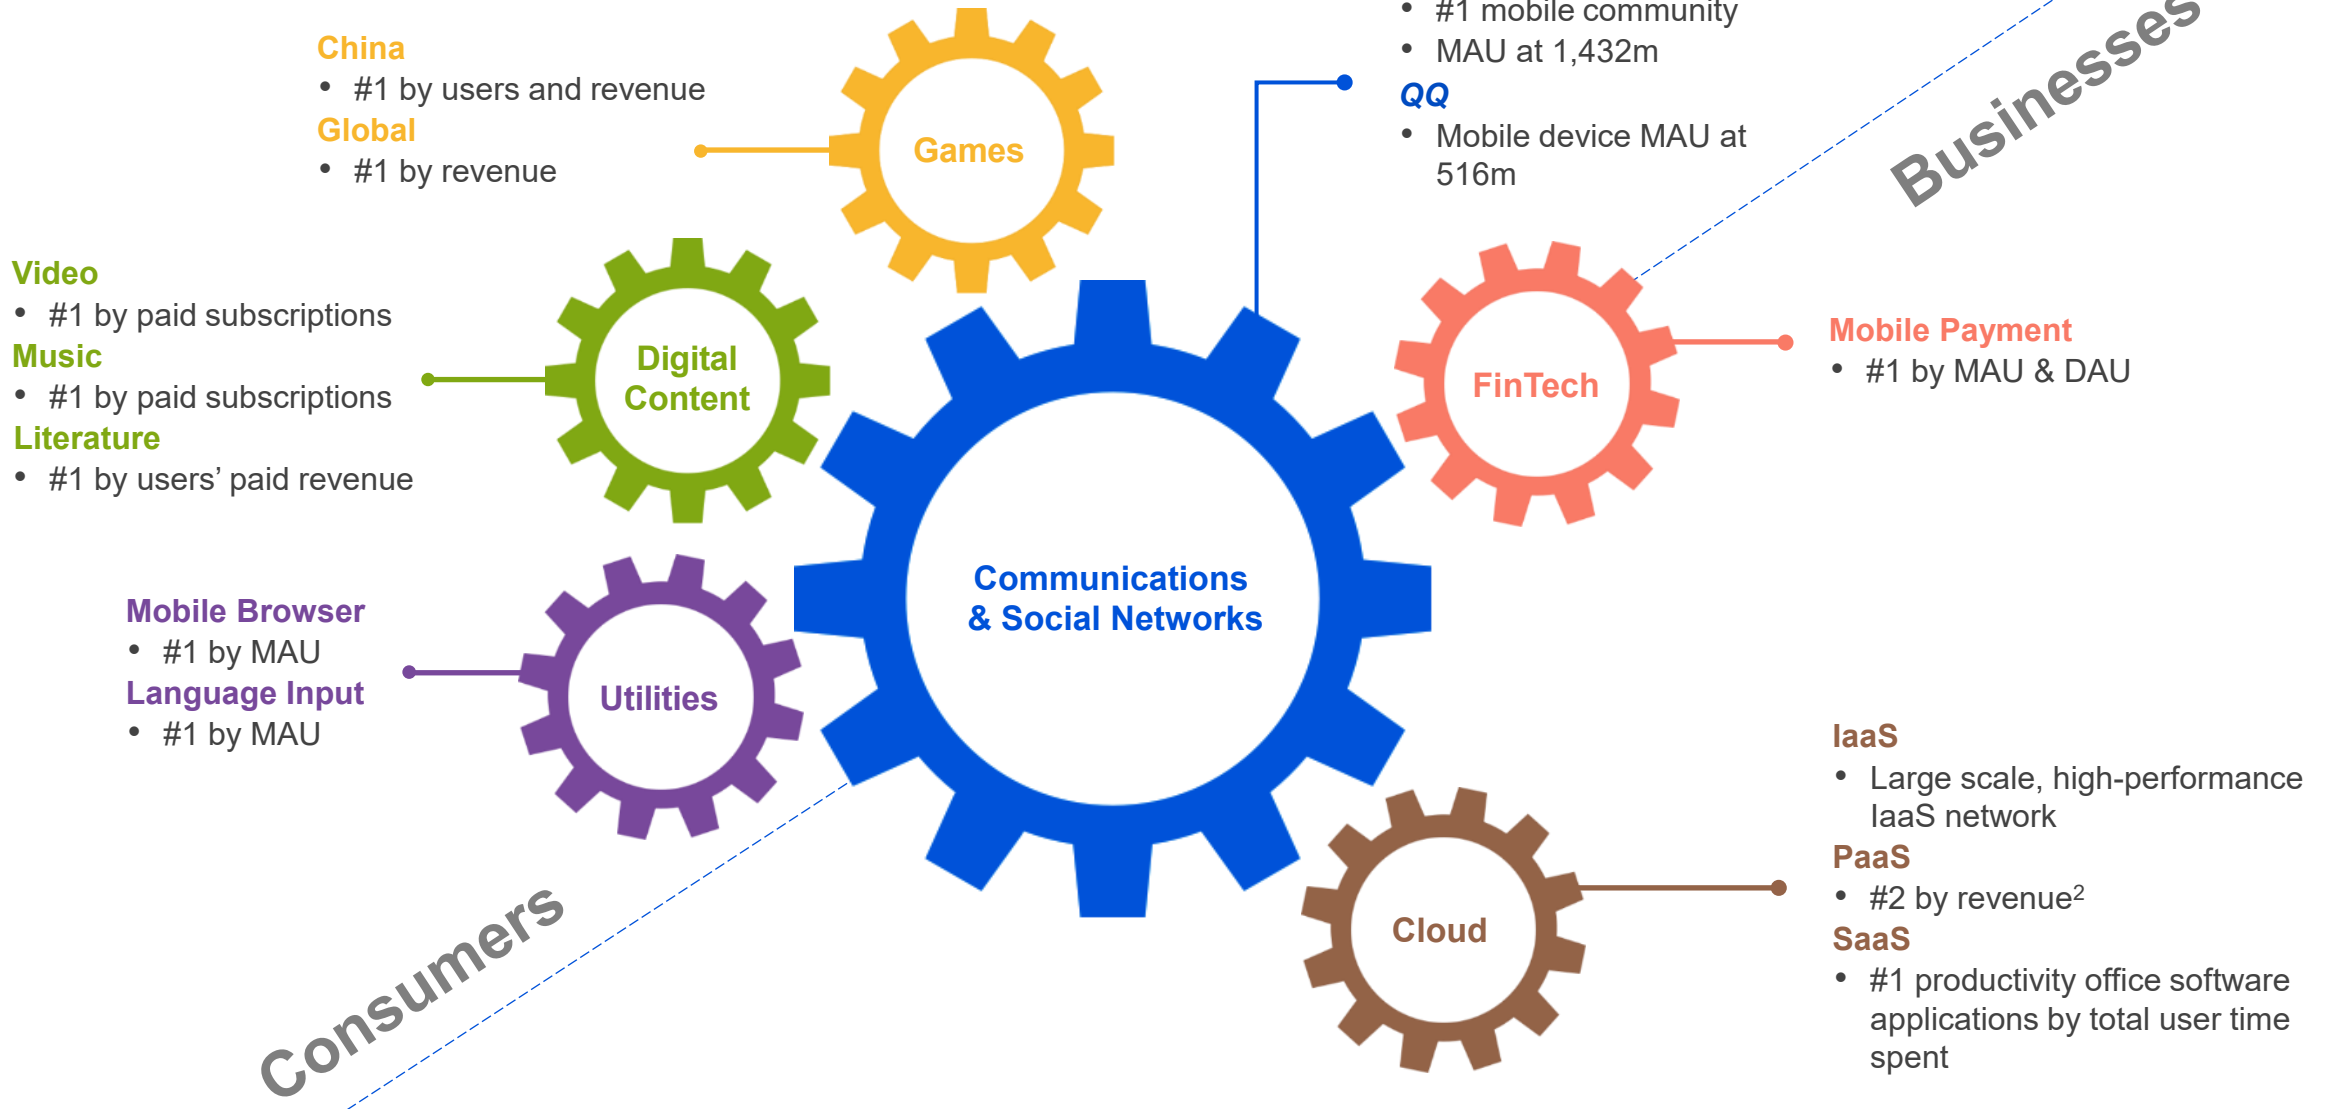 China
• #1 by users and revenue
Global
• #1 by revenue
Games
• #1 mobile community
• MAU at 1,432m
QQ
• Mobile device MAU at
516m
Businesses
Video
• #1 by paid subscriptions
Music
• #1 by paid subscriptions
Literature
• #1 by users’ paid revenue
Digital
Content
FinTech
Mobile Payment
• #1 by MAU & DAU
Communications
& Social Networks
Mobile Browser
• #1 by MAU
Language Input
• #1 by MAU
Utilities
Consumers
Cloud
IaaS
• Large scale, high-performance
IaaS network
PaaS
• #2 by revenue²
SaaS
• #1 productivity office software
applications by total user time
spent